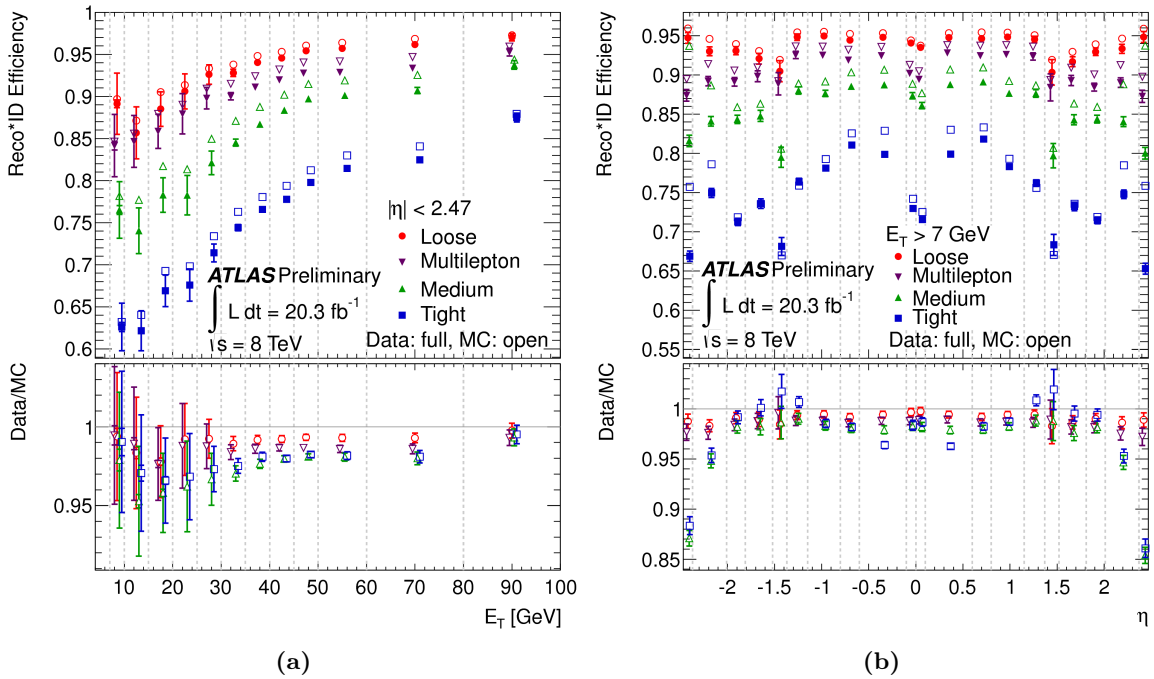 Reco*ID Efficiency
1
0.95
0.9
0.85
0.8
0.75
0.7
0.65
0.6
|η| < 2.47
Loose
Multilepton
Medium
Tight
ATLAS Preliminary
∫ L dt = 20.3 fb⁻¹
√s = 8 TeV
Data: full, MC: open
Data/MC
1
0.95
10 20 30 40 50 60 70 80 90 100
E_T [GeV]
(a)
Reco*ID Efficiency
0.95
0.9
0.85
0.8
0.75
0.7
0.65
0.6
0.55
E_T > 7 GeV
Loose
Multilepton
Medium
Tight
ATLAS Preliminary
∫ L dt = 20.3 fb⁻¹
√s = 8 TeV
Data: full, MC: open
Data/MC
1
0.95
0.9
0.85
-2 -1.5 -1 -0.5 0 0.5 1 1.5 2
η
(b)